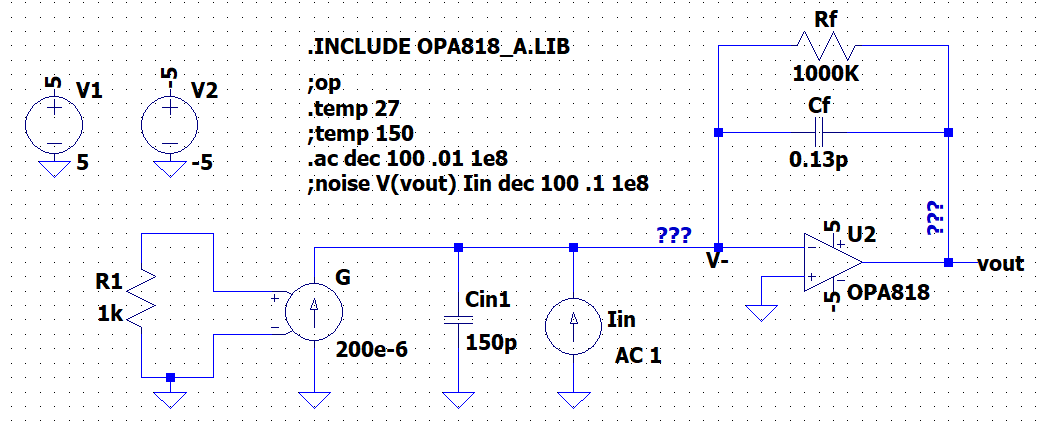 Rf
1000K
Cf
0.13p
.INCLUDE OPA818_A.LIB
;op
.temp 27
;temp 150
.ac dec 100 .01 1e8
;noise V(vout) Iin dec 100 .1 1e8
5
V1
5
-5
V2
-5
R1
1k
+
−
G
200e-6
Cin1
150p
Iin
AC 1
???
V-
???
5
U2
−
+
+
−
-5
OPA818
vout